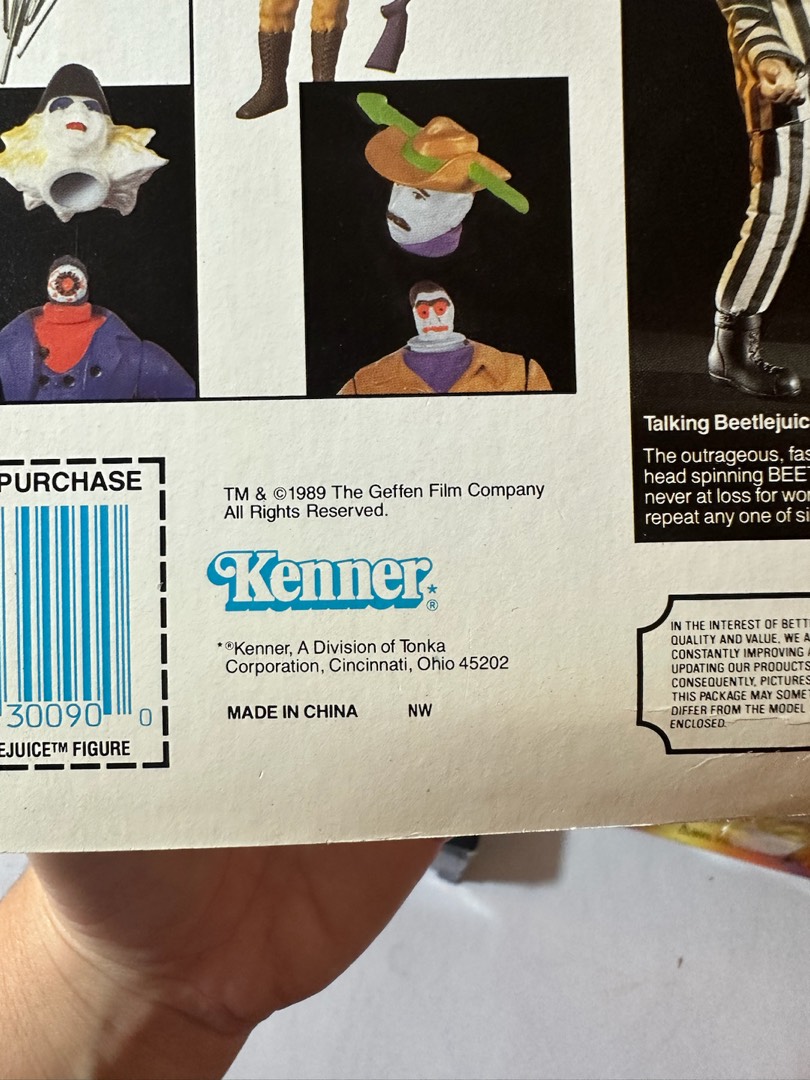 Talking Beetlejuic
The outrageous, fas
head spinning BEE
never at loss for wo
repeat any one of si
PURCHASE
30090 0
EJUICE™ FIGURE
TM & ©1989 The Geffen Film Company
All Rights Reserved.
Kenner*®
*®Kenner, A Division of Tonka
Corporation, Cincinnati, Ohio 45202
MADE IN CHINA NW
IN THE INTEREST OF BETT
QUALITY AND VALUE, WE A
CONSTANTLY IMPROVING
UPDATING OUR PRODUCTS
CONSEQUENTLY, PICTURES
THIS PACKAGE MAY SOME
DIFFER FROM THE MODEL
ENCLOSED.